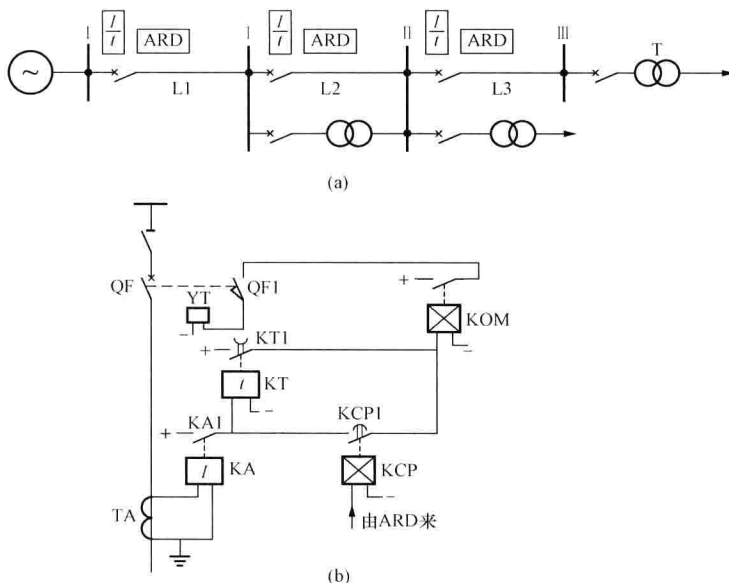 I I II III
I/t ARD I/t ARD I/t ARD T
~
L1 L2 L3
(a)
QF QF1 +
YT
KOM
+ KT1
t KT
KA1 KCP1
+
I KA KCP
TA
由ARD来
(b)